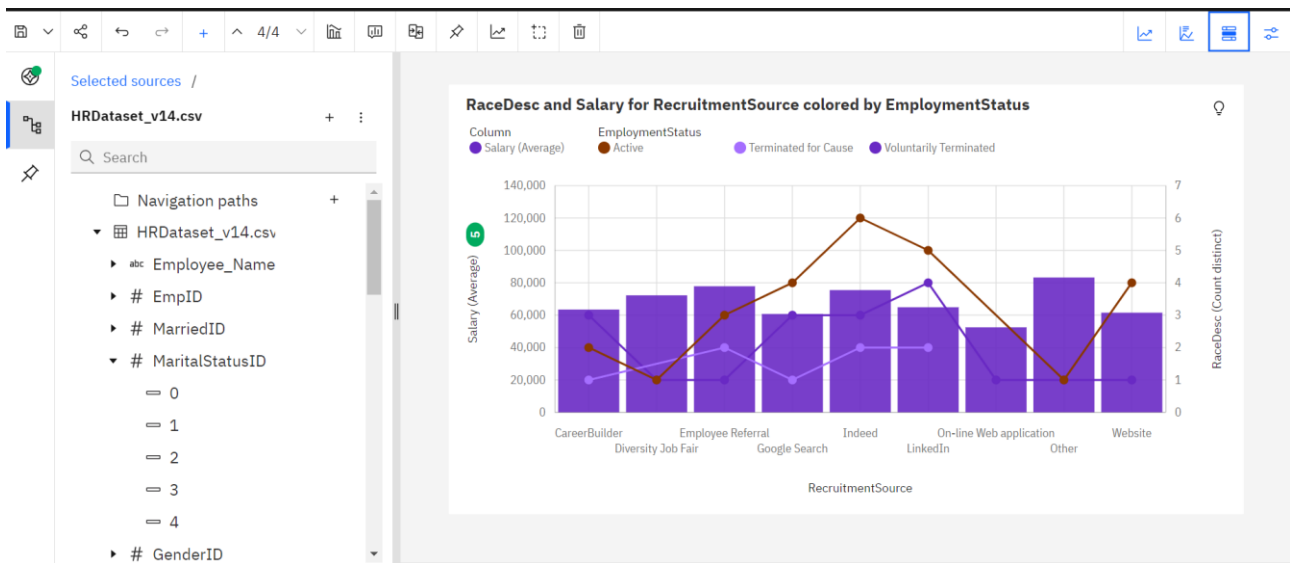 4/4
Selected sources /
HRDataset_v14.csv
Search
Navigation paths
HRDataset_v14.csv
abc Employee_Name
# EmpID
# MarriedID
# MaritalStatusID
0
1
2
3
4
# GenderID
RaceDesc and Salary for RecruitmentSource colored by EmploymentStatus
Column EmploymentStatus
Salary (Average) Active Terminated for Cause Voluntarily Terminated
5
Salary (Average)
140,000
120,000
100,000
80,000
60,000
40,000
20,000
0
7
6
5
4
3
2
1
0
RaceDesc (Count distinct)
CareerBuilder
Diversity Job Fair
Employee Referral
Google Search
Indeed
LinkedIn
On-line Web application
Other
Website
RecruitmentSource